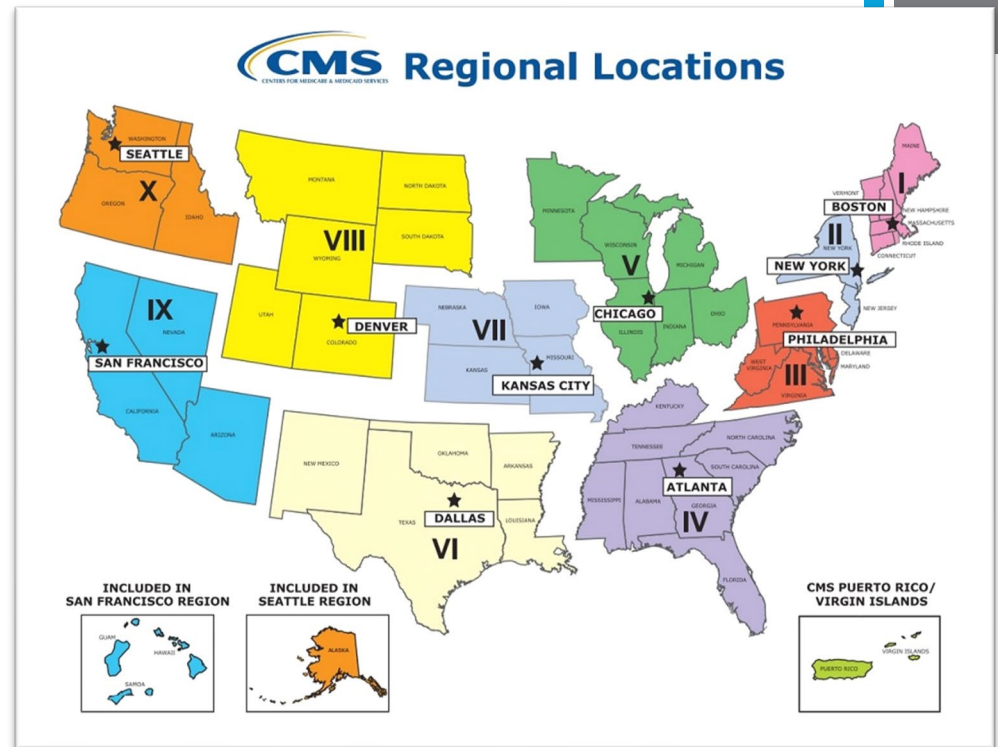 CMS Regional Locations
CENTERS FOR MEDICARE & MEDICAID SERVICES
WASHINGTON
SEATTLE
X
OREGON
IDAHO
MONTANA
NORTH DAKOTA
SOUTH DAKOTA
VIII
WYOMING
UTAH
DENVER
COLORADO
IX
NEVADA
SAN FRANCISCO
CALIFORNIA
ARIZONA
NEBRASKA
IOWA
VII
KANSAS
MISSOURI
KANSAS CITY
MINNESOTA
WISCONSIN
V
MICHIGAN
CHICAGO
ILLINOIS
INDIANA
OHIO
MAINE
I
VERMONT
BOSTON
NEW HAMPSHIRE
MASSACHUSETTS
RHODE ISLAND
CONNECTICUT
II
NEW YORK
NEW YORK
NEW JERSEY
PENNSYLVANIA
PHILADELPHIA
DELAWARE
MARYLAND
WEST
VIRGINIA
III
VIRGINIA
NEW MEXICO
OKLAHOMA
ARKANSAS
TEXAS
DALLAS
LOUISIANA
VI
KENTUCKY
TENNESSEE
NORTH CAROLINA
SOUTH CAROLINA
MISSISSIPPI
ALABAMA
ATLANTA
GEORGIA
IV
FLORIDA
INCLUDED IN
SAN FRANCISCO REGION
GUAM
HAWAII
SAMOA
INCLUDED IN
SEATTLE REGION
ALASKA
CMS PUERTO RICO/
VIRGIN ISLANDS
VIRGIN ISLANDS
PUERTO RICO